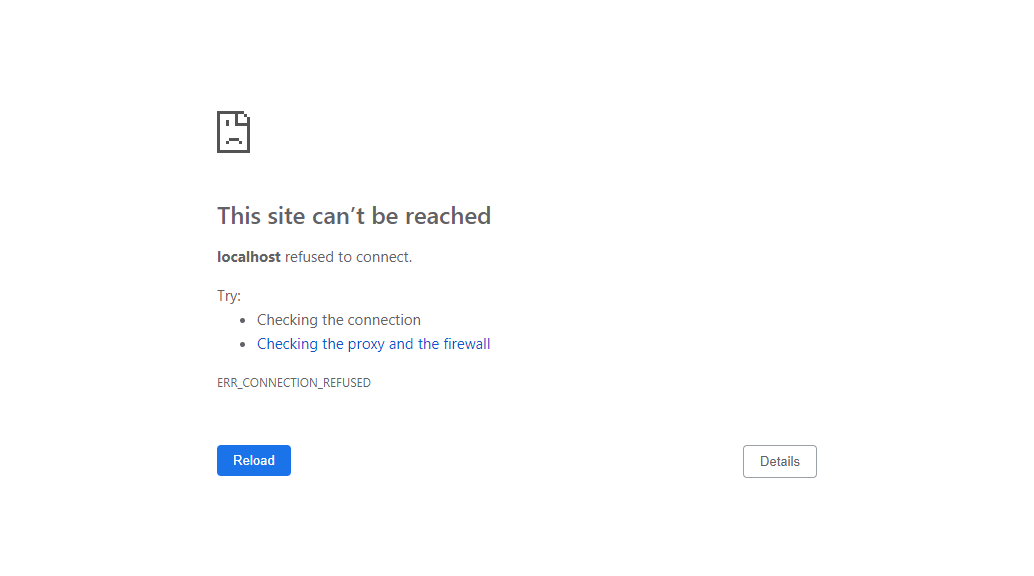 This site can’t be reached
localhost refused to connect.
Try:
Checking the connection
Checking the proxy and the firewall
ERR_CONNECTION_REFUSED
Reload
Details